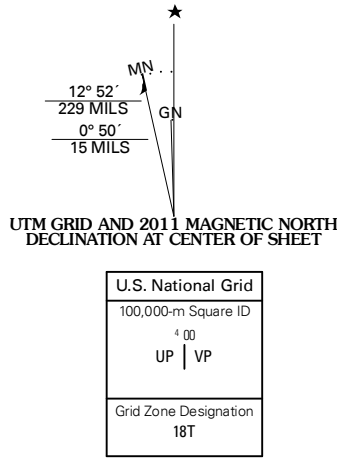 MN
12° 52´
229 MILS
GN
0° 50´
15 MILS
UTM GRID AND 2011 MAGNETIC NORTH
DECLINATION AT CENTER OF SHEET
U.S. National Grid
100,000-m Square ID
4 00
UP VP
Grid Zone Designation
18T